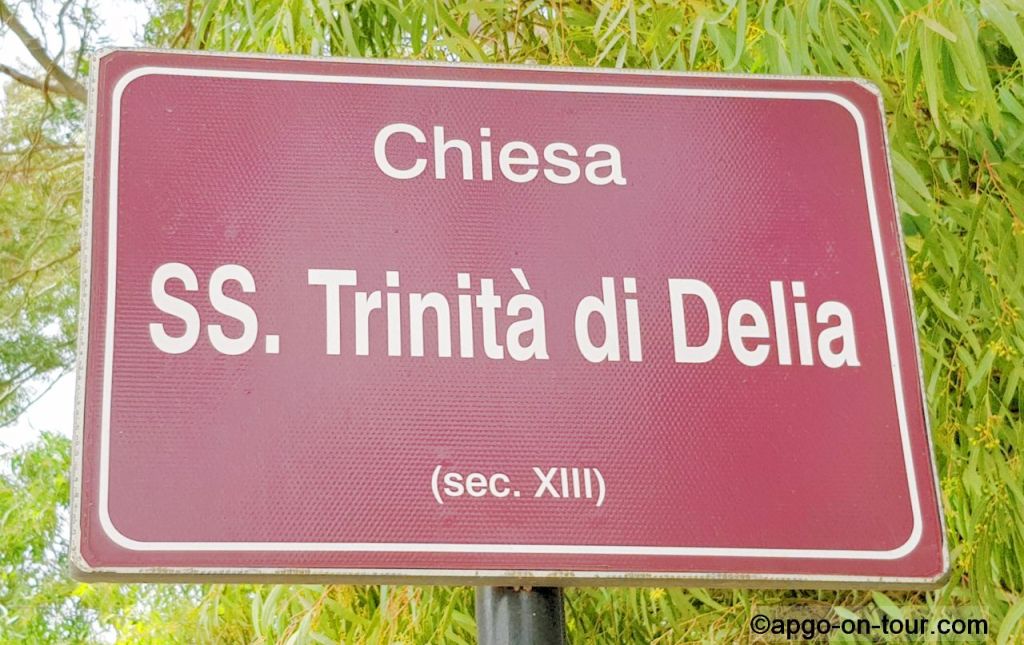 Chiesa
SS. Trinità di Delia
(sec. XIII)
©apgo-on-tour.com